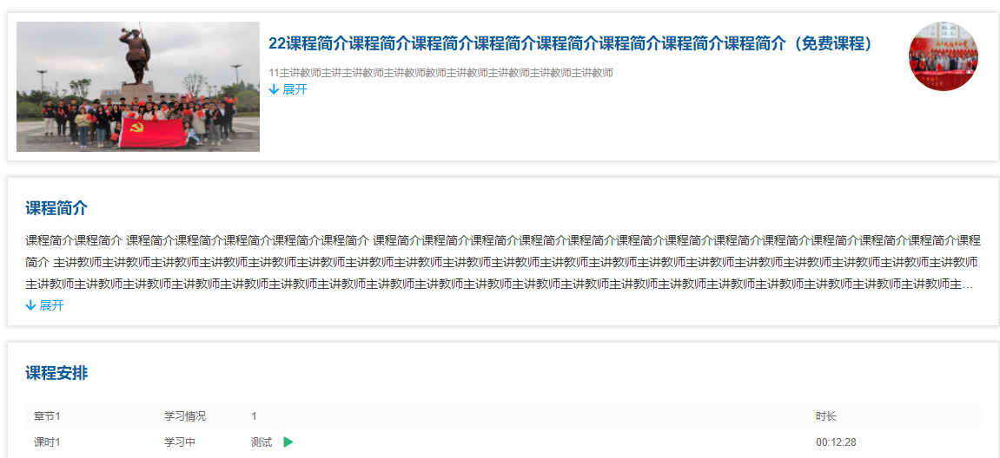 22课程简介课程简介课程简介课程简介课程简介课程简介课程简介课程简介（免费课程）
11主讲教师主讲主讲教师主讲教师教师主讲教师主讲教师主讲教师主讲教师
展开
课程简介
课程简介课程简介 课程简介课程简介课程简介课程简介课程简介 课程简介课程简介课程简介课程简介课程简介课程简介课程简介课程简介课程简介课程简介课程简介课程简介课程
简介 主讲教师主讲教师主讲教师主讲教师主讲教师主讲教师主讲教师主讲教师主讲教师主讲教师主讲教师主讲教师主讲教师主讲教师主讲教师主讲教师主讲教师主讲教师主讲教师
主讲教师主讲教师主讲教师主讲教师主讲教师主讲教师主讲教师主讲教师主讲教师主讲教师主讲教师主讲教师主讲教师主讲教师主讲教师主讲教师主讲教师主讲教师主讲教师主…
展开
课程安排
章节1 学习情况 1 时长
课时1 学习中 测试 00:12:28